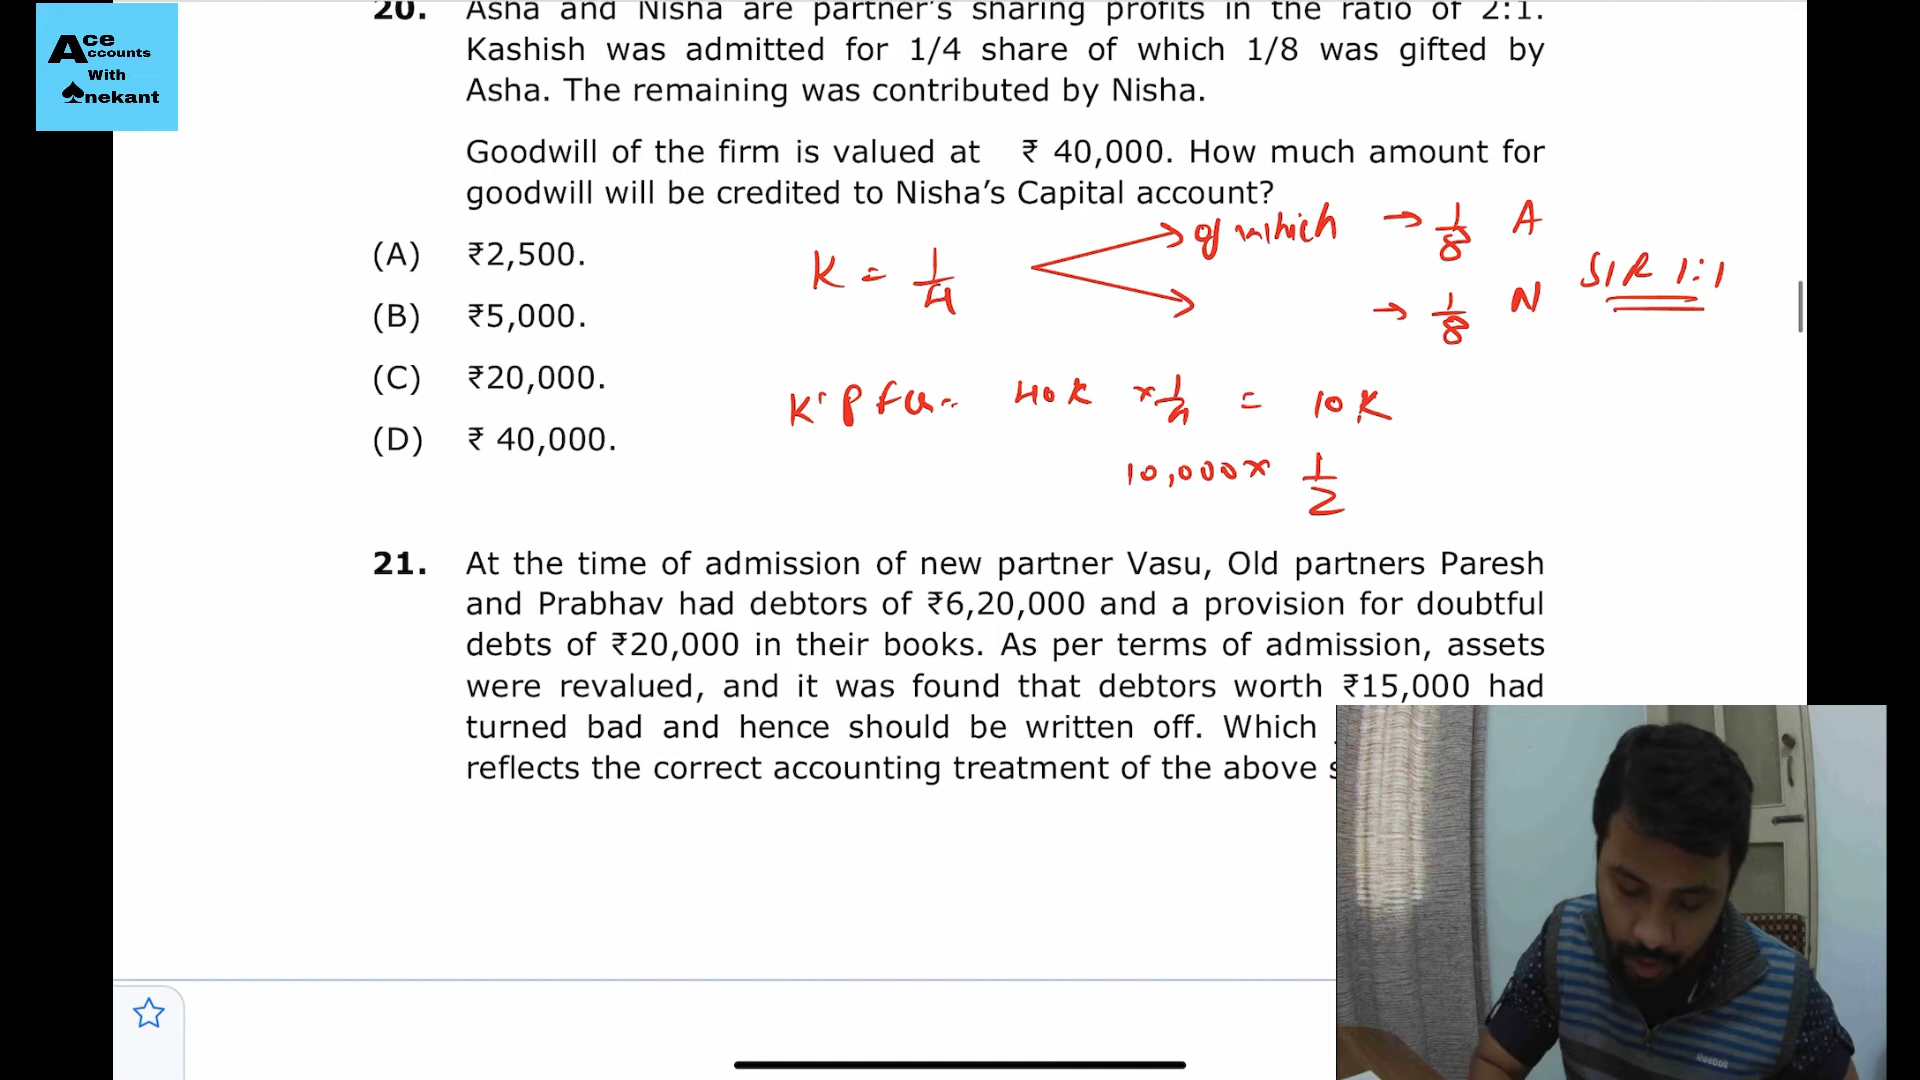 Ace
Accounts
With
Anekant
20. Asha and Nisha are partner's sharing profits in the ratio of 2:1.
Kashish was admitted for 1/4 share of which 1/8 was gifted by
Asha. The remaining was contributed by Nisha.
Goodwill of the firm is valued at ₹ 40,000. How much amount for
goodwill will be credited to Nisha’s Capital account?
of which → 1/8 A
K = 1/4
SIR 1:1
→ 1/8 N
(A) ₹2,500.
(B) ₹5,000.
(C) ₹20,000.
(D) ₹ 40,000.
40K × 1/4 = 10K
10,000 × 1/2
21. At the time of admission of new partner Vasu, Old partners Paresh
and Prabhav had debtors of ₹6,20,000 and a provision for doubtful
debts of ₹20,000 in their books. As per terms of admission, assets
were revalued, and it was found that debtors worth ₹15,000 had
turned bad and hence should be written off. Which
reflects the correct accounting treatment of the above
Reebok